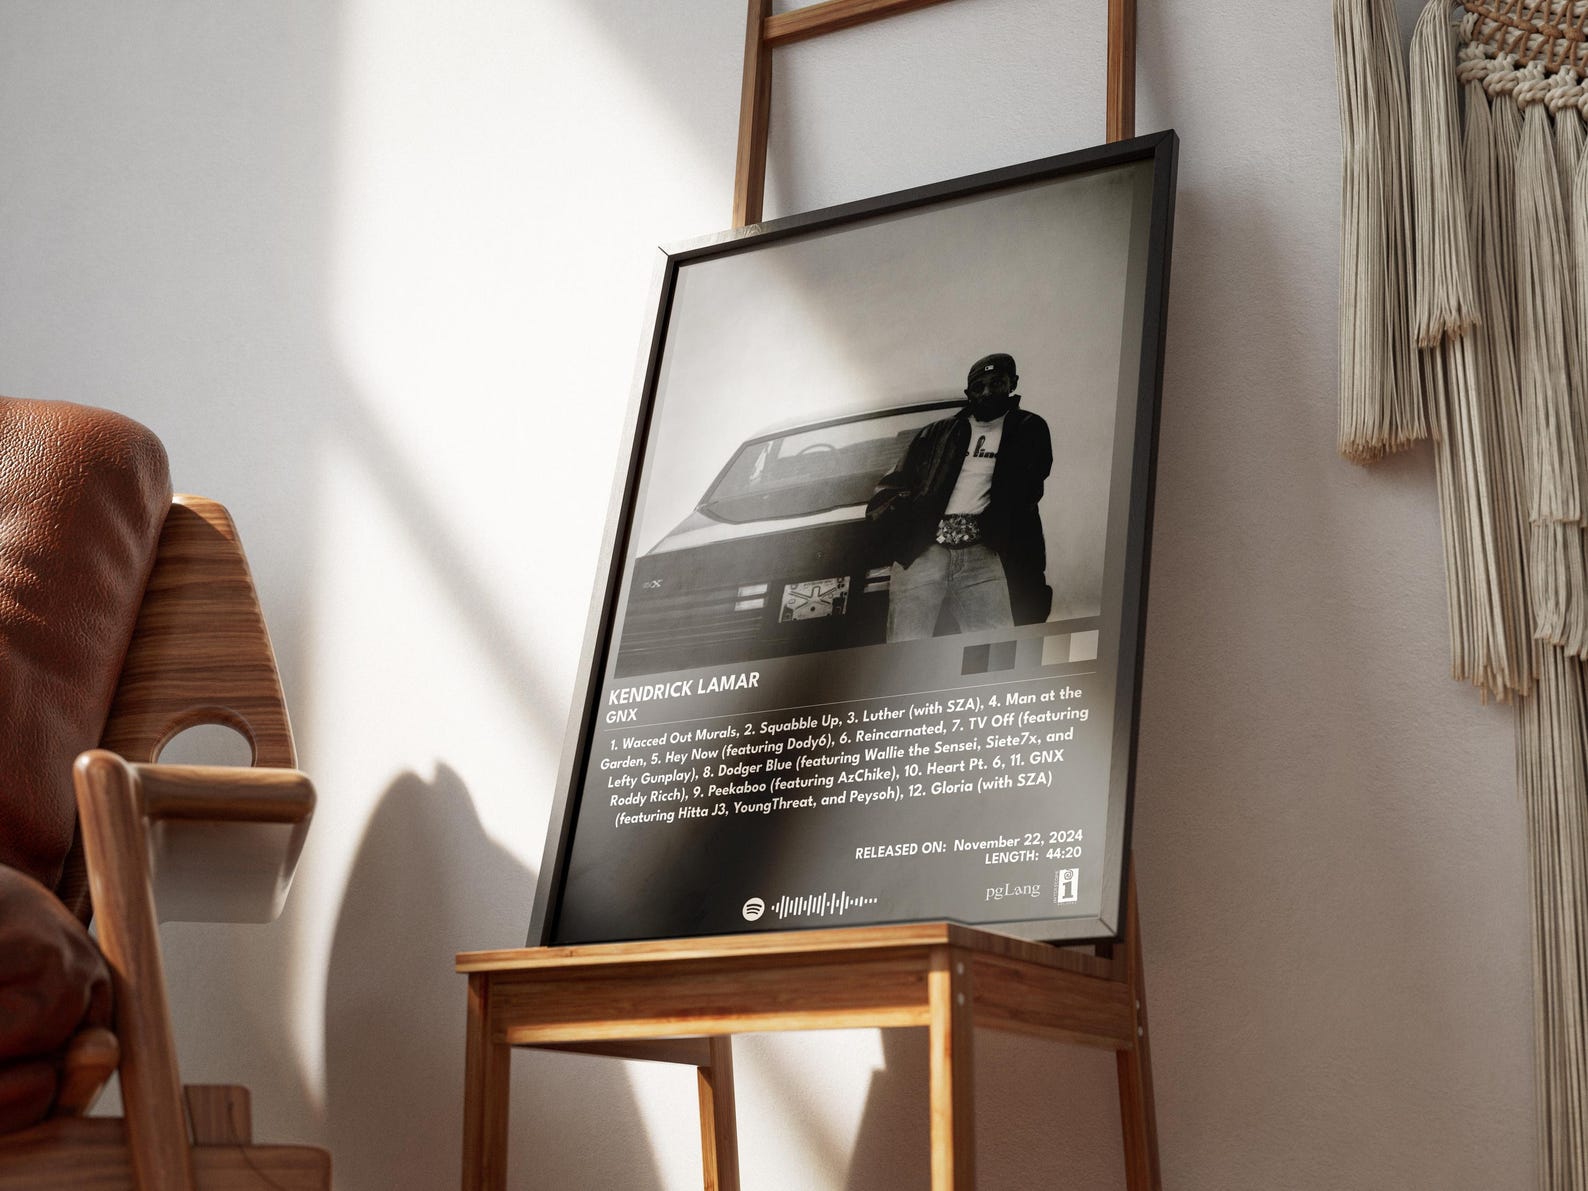 KENDRICK LAMAR
GNX
1. Wacced Out Murals, 2. Squabble Up, 3. Luther (with SZA), 4. Man at the
Garden, 5. Hey Now (featuring Dody6), 6. Reincarnated, 7. TV Off (featuring
Lefty Gunplay), 8. Dodger Blue (featuring Wallie the Sensei, Siete7x, and
Roddy Ricch), 9. Peekaboo (featuring AzChike), 10. Heart Pt. 6, 11. GNX
(featuring Hitta J3, YoungThreat, and Peysoh), 12. Gloria (with SZA)
RELEASED ON: November 22, 2024
LENGTH: 44:20
pgLang